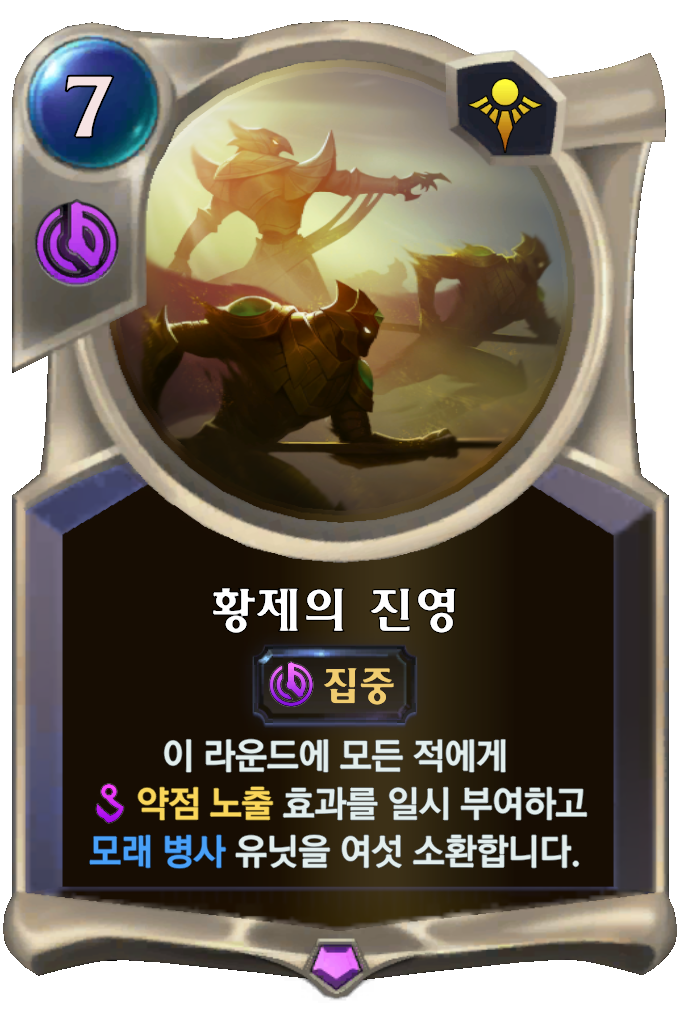 7
황제의 진영
집중
이 라운드에 모든 적에게
약점 노출 효과를 일시 부여하고
모래 병사 유닛을 여섯 소환합니다.